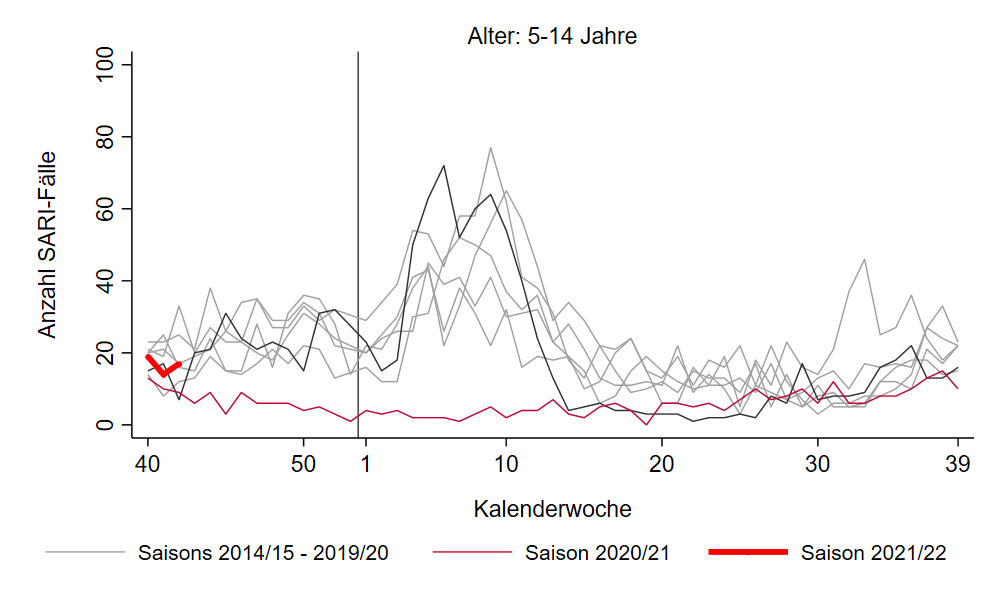 Alter: 5-14 Jahre
100
80
60
40
20
0
Anzahl SARI-Fälle
40 50 1 10 20 30 39
Kalenderwoche
Saisons 2014/15 - 2019/20 Saison 2020/21 Saison 2021/22